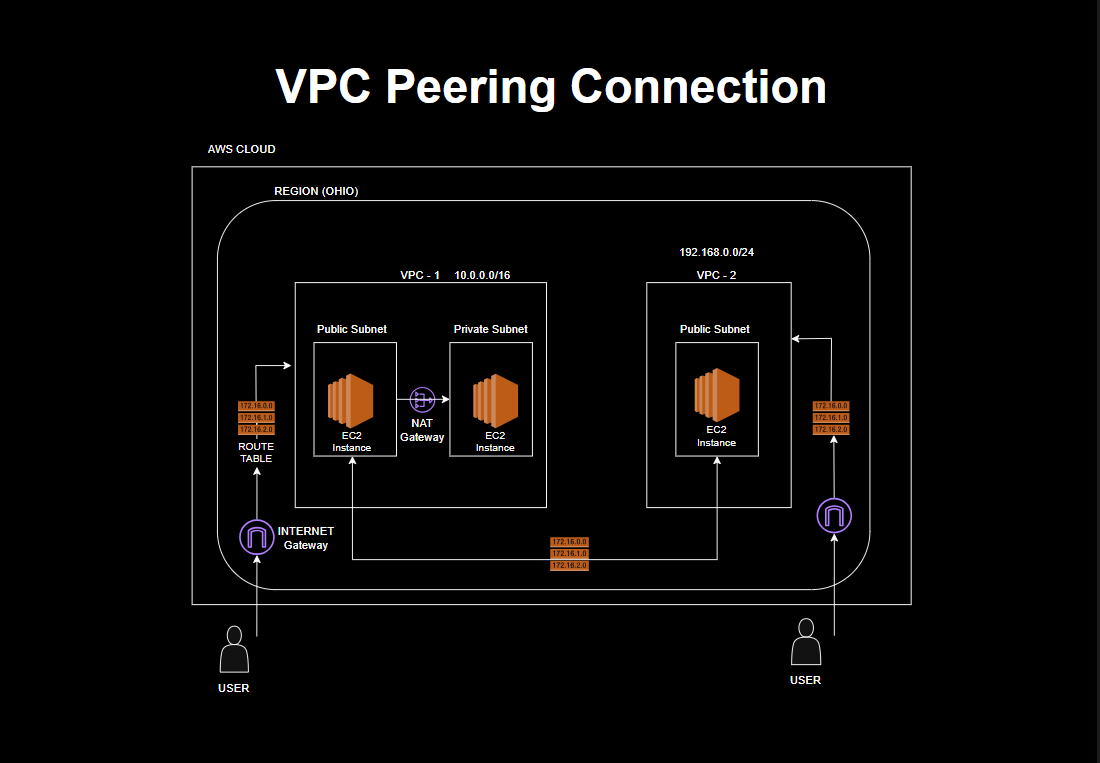 VPC Peering Connection
AWS CLOUD
REGION (OHIO)
192.168.0.0/24
VPC - 1 10.0.0.0/16
VPC - 2
Public Subnet
Private Subnet
Public Subnet
EC2
Instance
NAT
Gateway
EC2
Instance
EC2
Instance
172.16.0.0
172.16.1.0
172.16.2.0
ROUTE
TABLE
172.16.0.0
172.16.1.0
172.16.2.0
INTERNET
Gateway
172.16.0.0
172.16.1.0
172.16.2.0
USER
USER